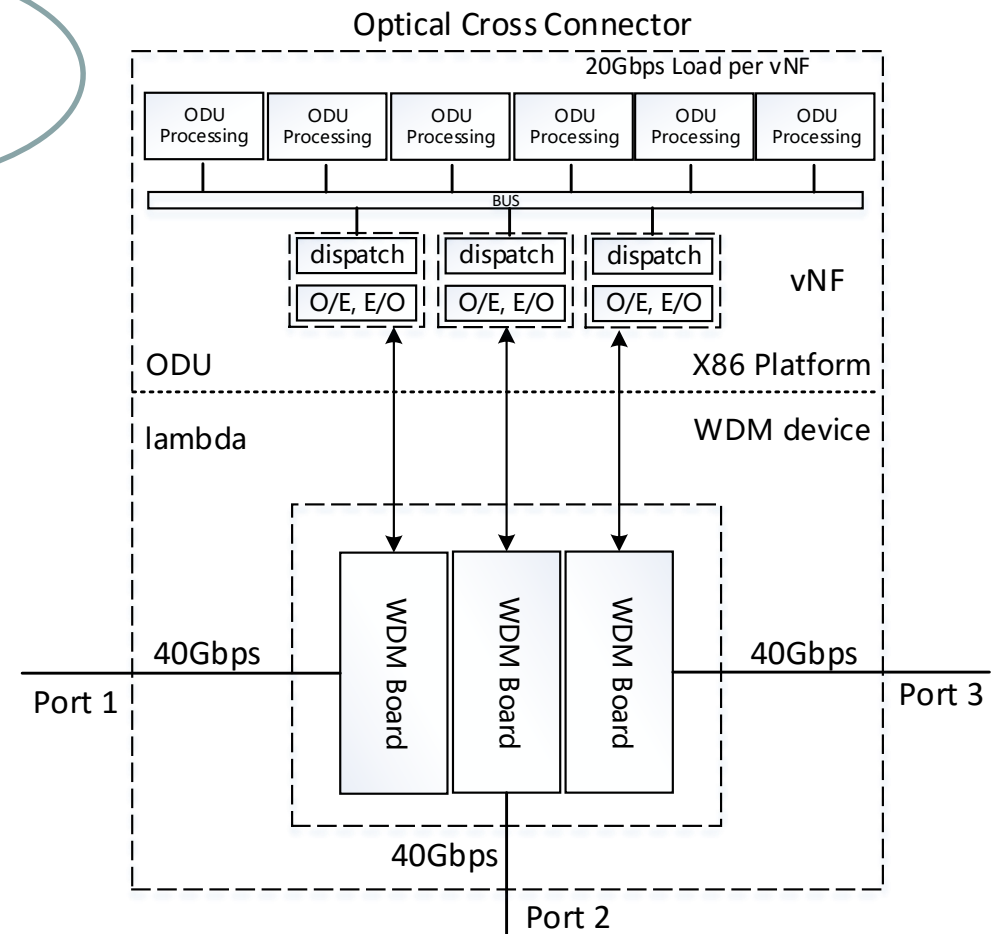 Optical Cross Connector
20Gbps Load per vNF
ODU
Processing
ODU
Processing
ODU
Processing
ODU
Processing
ODU
Processing
ODU
Processing
BUS
dispatch
dispatch
dispatch
O/E, E/O
O/E, E/O
O/E, E/O
vNF
ODU
X86 Platform
lambda
WDM device
WDM Board
WDM Board
WDM Board
40Gbps
40Gbps
Port 1
Port 3
40Gbps
Port 2